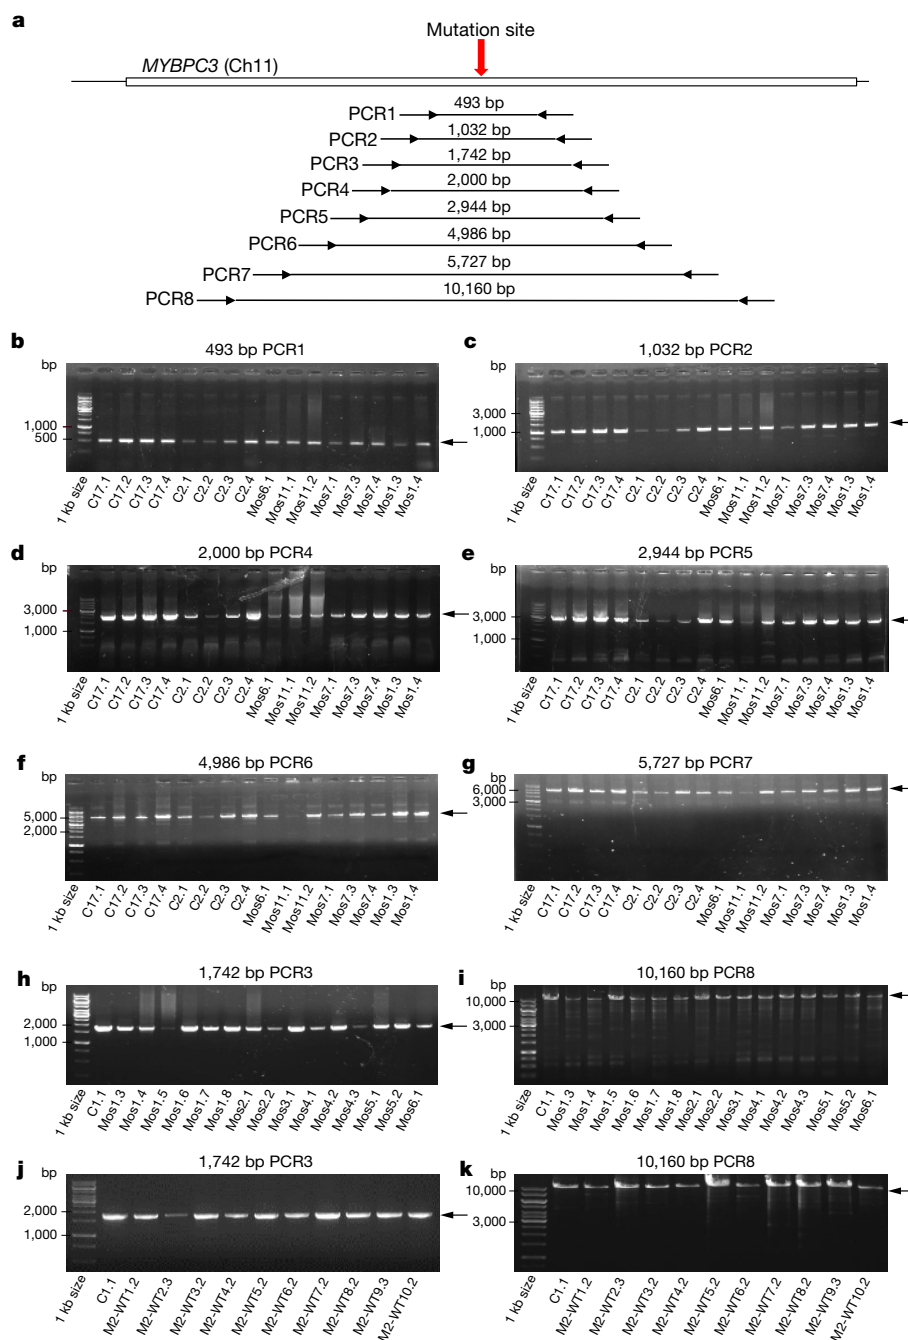 a
Mutation site
MYBPC3 (Ch11)
PCR1 493 bp
PCR2 1,032 bp
PCR3 1,742 bp
PCR4 2,000 bp
PCR5 2,944 bp
PCR6 4,986 bp
PCR7 5,727 bp
PCR8 10,160 bp
b
493 bp PCR1
bp
1,000
500
1 kb size C17.1 C17.2 C17.3 C17.4 C2.1 C2.2 C2.3 C2.4 Mos6.1 Mos11.1 Mos11.2 Mos7.1 Mos7.3 Mos7.4 Mos1.3 Mos1.4
c
1,032 bp PCR2
bp
3,000
1,000
1 kb size C17.1 C17.2 C17.3 C17.4 C2.1 C2.2 C2.3 C2.4 Mos6.1 Mos11.1 Mos11.2 Mos7.1 Mos7.3 Mos7.4 Mos1.3 Mos1.4
d
2,000 bp PCR4
bp
3,000
1,000
1 kb size C17.1 C17.2 C17.3 C17.4 C2.1 C2.2 C2.3 C2.4 Mos6.1 Mos11.1 Mos11.2 Mos7.1 Mos7.3 Mos7.4 Mos1.3 Mos1.4
e
2,944 bp PCR5
bp
3,000
1,000
1 kb size C17.1 C17.2 C17.3 C17.4 C2.1 C2.2 C2.3 C2.4 Mos6.1 Mos11.1 Mos11.2 Mos7.1 Mos7.3 Mos7.4 Mos1.3 Mos1.4
f
4,986 bp PCR6
bp
5,000
2,000
1 kb size C17.1 C17.2 C17.3 C17.4 C2.1 C2.2 C2.3 C2.4 Mos6.1 Mos11.1 Mos11.2 Mos7.1 Mos7.3 Mos7.4 Mos1.3 Mos1.4
g
5,727 bp PCR7
bp
6,000
3,000
1 kb size C17.1 C17.2 C17.3 C17.4 C2.1 C2.2 C2.3 C2.4 Mos6.1 Mos11.1 Mos11.2 Mos7.1 Mos7.3 Mos7.4 Mos1.3 Mos1.4
h
1,742 bp PCR3
bp
2,000
1,000
1 kb size C1.1 Mos1.3 Mos1.4 Mos1.5 Mos1.6 Mos1.7 Mos1.8 Mos2.1 Mos2.2 Mos3.1 Mos4.1 Mos4.2 Mos4.3 Mos5.1 Mos5.2 Mos6.1
i
10,160 bp PCR8
bp
10,000
3,000
1 kb size C1.1 Mos1.3 Mos1.4 Mos1.5 Mos1.6 Mos1.7 Mos1.8 Mos2.1 Mos2.2 Mos3.1 Mos4.1 Mos4.2 Mos4.3 Mos5.1 Mos5.2 Mos6.1
j
1,742 bp PCR3
bp
2,000
1,000
1 kb size C1.1 M2-WT1.2 M2-WT2.3 M2-WT3.2 M2-WT4.2 M2-WT5.2 M2-WT6.2 M2-WT7.2 M2-WT8.2 M2-WT9.3 M2-WT10.2
k
10,160 bp PCR8
bp
10,000
3,000
1 kb size C1.1 M2-WT1.2 M2-WT2.3 M2-WT3.2 M2-WT4.2 M2-WT5.2 M2-WT6.2 M2-WT7.2 M2-WT8.2 M2-WT9.3 M2-WT10.2